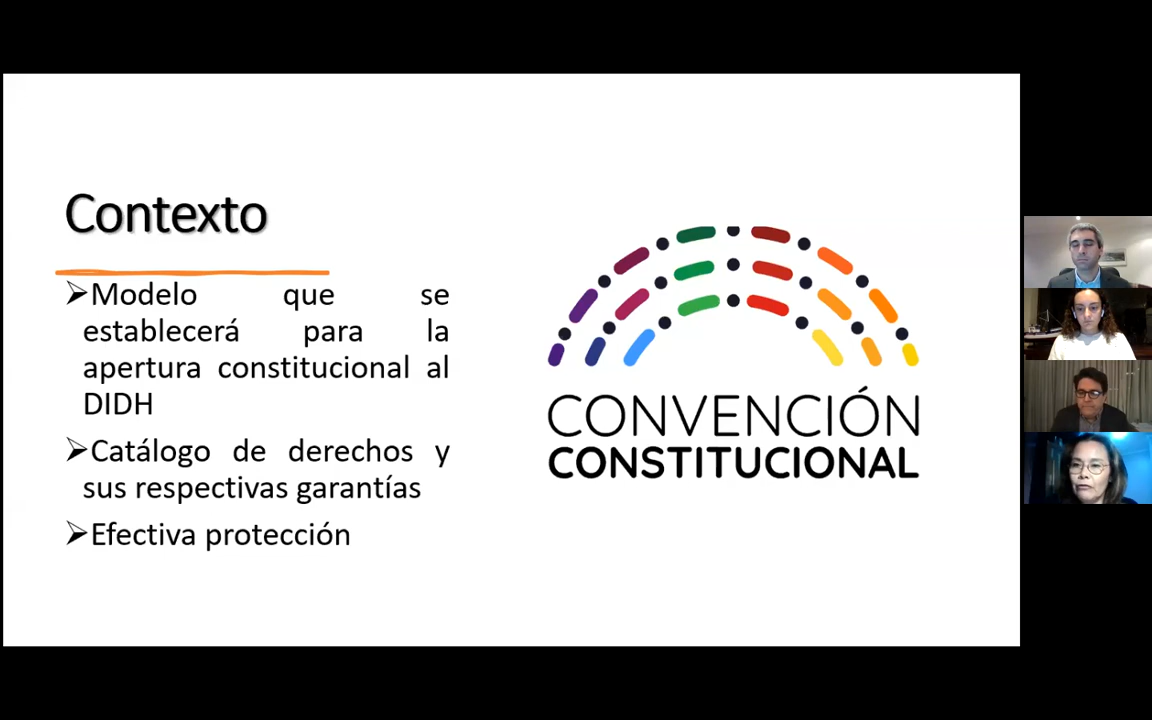 Contexto
➢Modelo que se
establecerá para la
apertura constitucional al
DIDH
➢Catálogo de derechos y
sus respectivas garantías
➢Efectiva protección
CONVENCIÓN
CONSTITUCIONAL